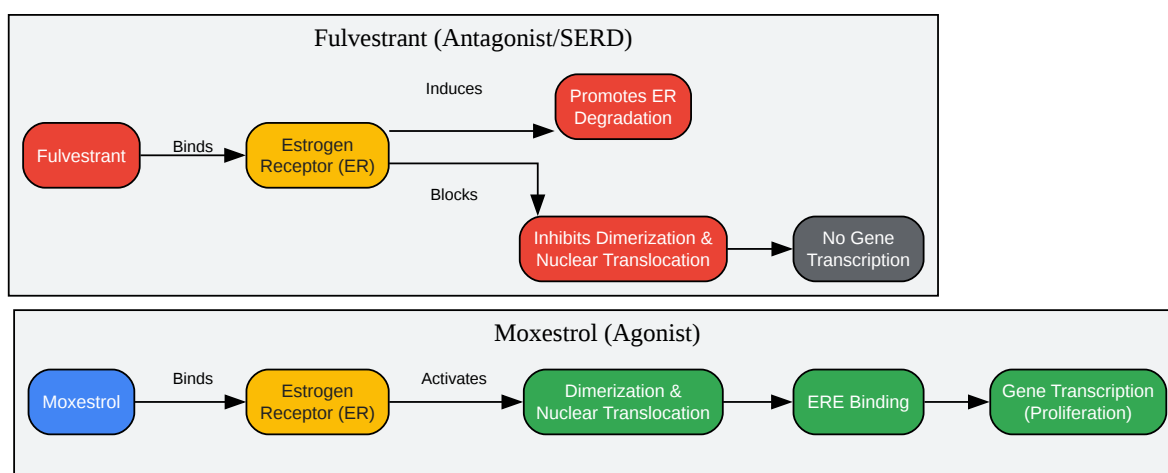 Fulvestrant (Antagonist/SERD)
Induces
Promotes ER
Degradation
Fulvestrant
Binds
Estrogen
Receptor (ER)
Blocks
Inhibits Dimerization &
Nuclear Translocation
No Gene
Transcription
Moxestrol (Agonist)
Moxestrol
Binds
Estrogen
Receptor (ER)
Activates
Dimerization &
Nuclear Translocation
ERE Binding
Gene Transcription
(Proliferation)